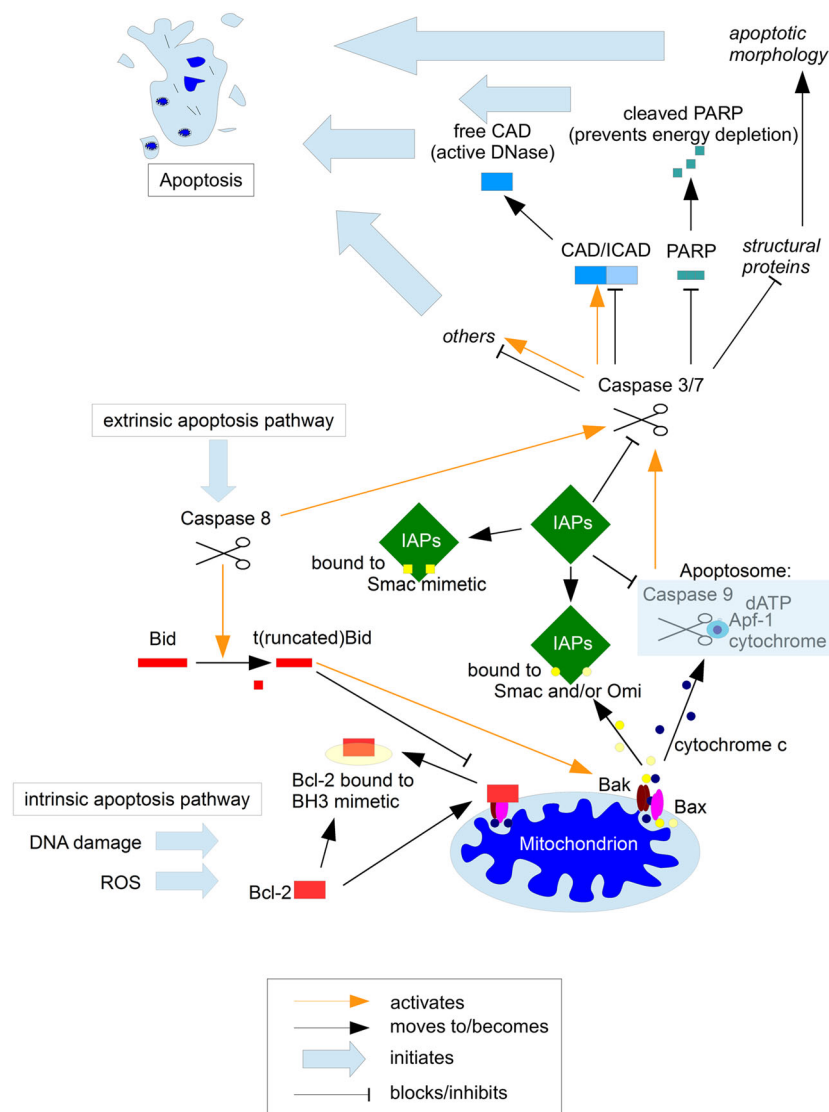 apoptotic
morphology
cleaved PARP
(prevents energy depletion)
free CAD
(active DNase)
Apoptosis
CAD/ICAD
PARP
structural
proteins
others
Caspase 3/7
extrinsic apoptosis pathway
Caspase 8
IAPs
IAPs
bound to
Smac mimetic
Apoptosome:
Caspase 9
dATP
Apf-1
cytochrome
Bid
t(runcated)Bid
IAPs
bound to
Smac and/or Omi
cytochrome c
Bcl-2 bound to
BH3 mimetic
Bak
Bax
intrinsic apoptosis pathway
DNA damage
ROS
Mitochondrion
Bcl-2
activates
moves to/becomes
initiates
blocks/inhibits